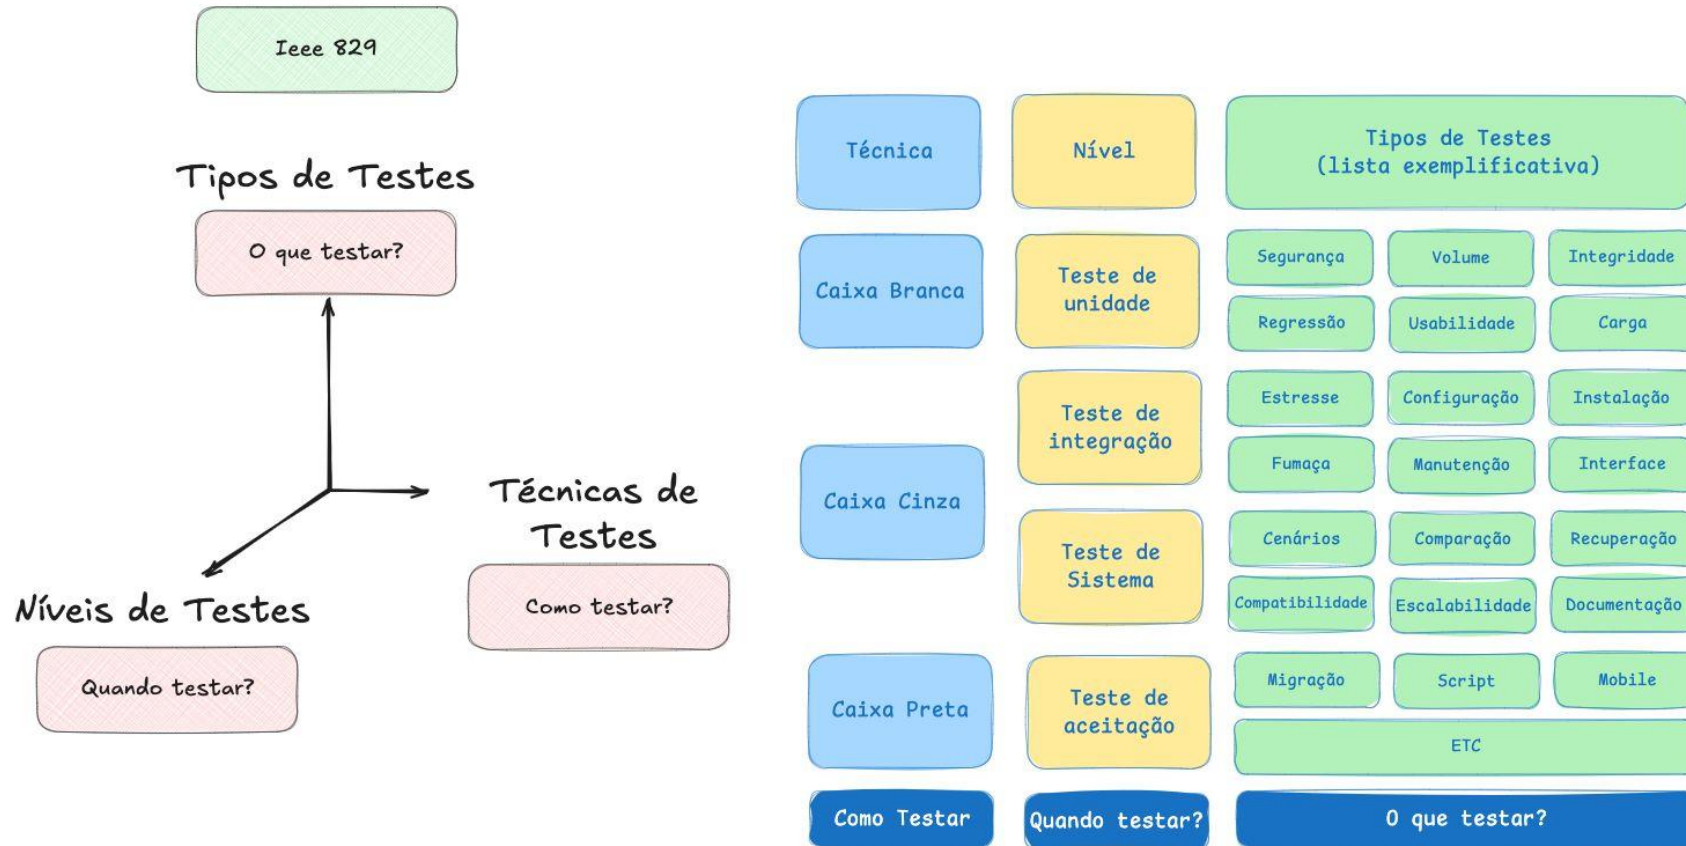 Ieee 829
Tipos de Testes
O que testar?
Técnicas de
Testes
Como testar?
Níveis de Testes
Quando testar?
Técnica
Nível
Tipos de Testes
(lista exemplificativa)
Caixa Branca
Teste de
unidade
Segurança
Volume
Integridade
Regressão
Usabilidade
Carga
Caixa Cinza
Teste de
integração
Estresse
Configuração
Instalação
Fumaça
Manutenção
Interface
Teste de
Sistema
Cenários
Comparação
Recuperação
Compatibilidade
Escalabilidade
Documentação
Caixa Preta
Teste de
aceitação
Migração
Script
Mobile
ETC
Como Testar
Quando testar?
O que testar?